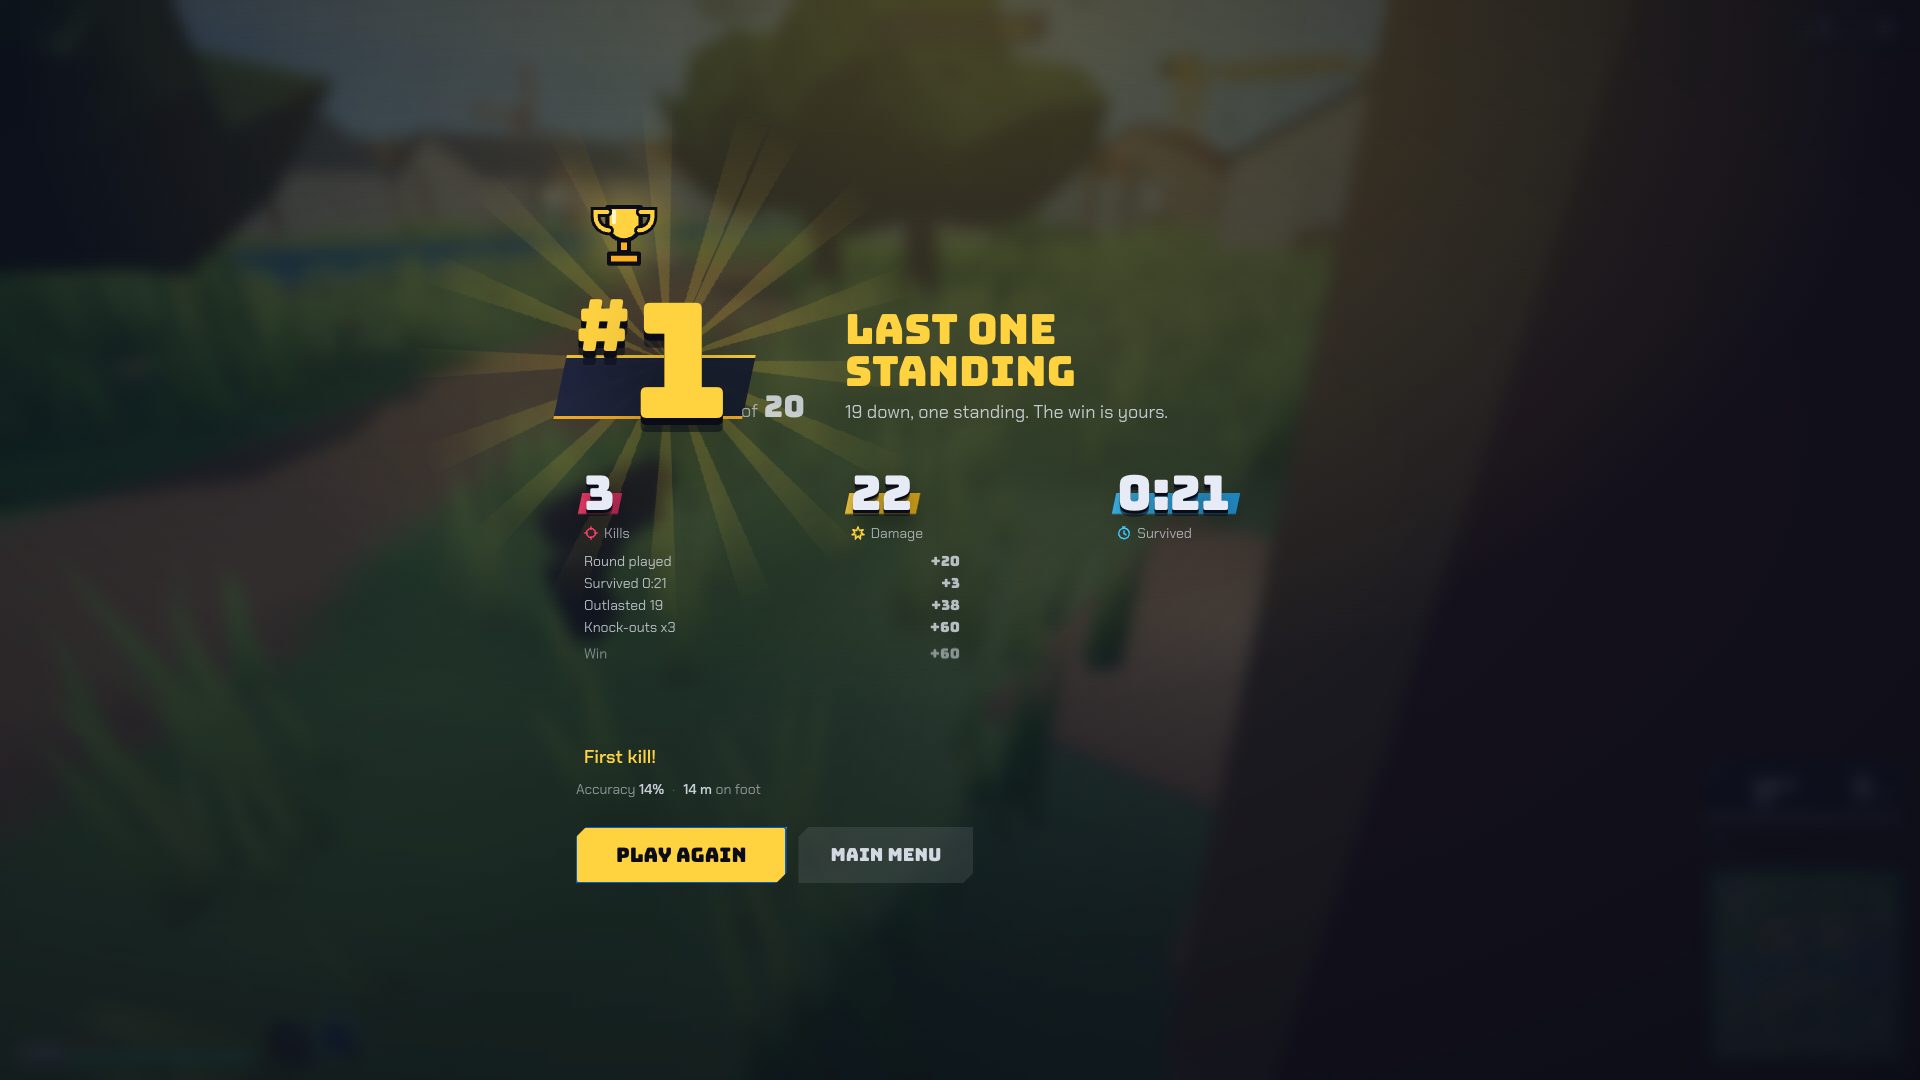 #1 of 20
LAST ONE
STANDING
19 down, one standing. The win is yours.
3
Kills
22
Damage
0:21
Survived
Round played +20
Survived 0:21 +3
Outlasted 19 +38
Knock-outs x3 +60
Win +60
First kill!
Accuracy 14% · 14 m on foot
PLAY AGAIN
MAIN MENU